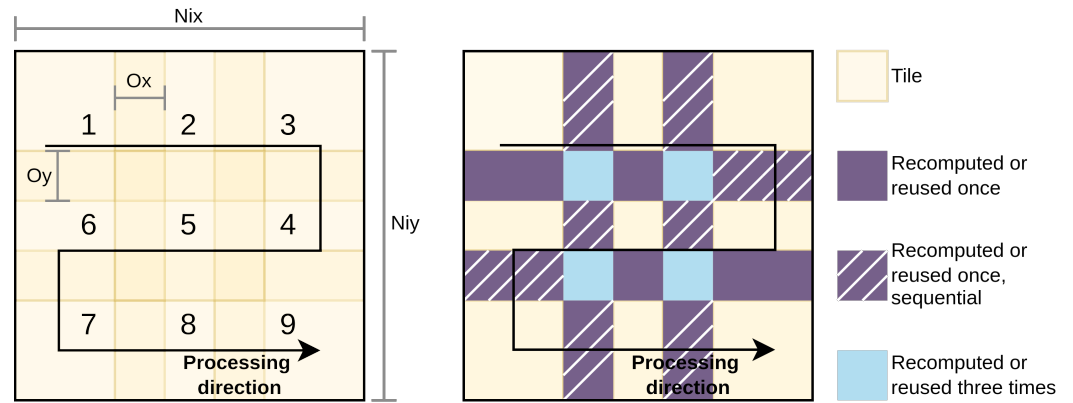 Nix
Ox
1 2 3
Oy
6 5 4
Niy
7 8 9
Processing
direction
Processing
direction
Tile
Recomputed or
reused once
Recomputed or
reused once,
sequential
Recomputed or
reused three times